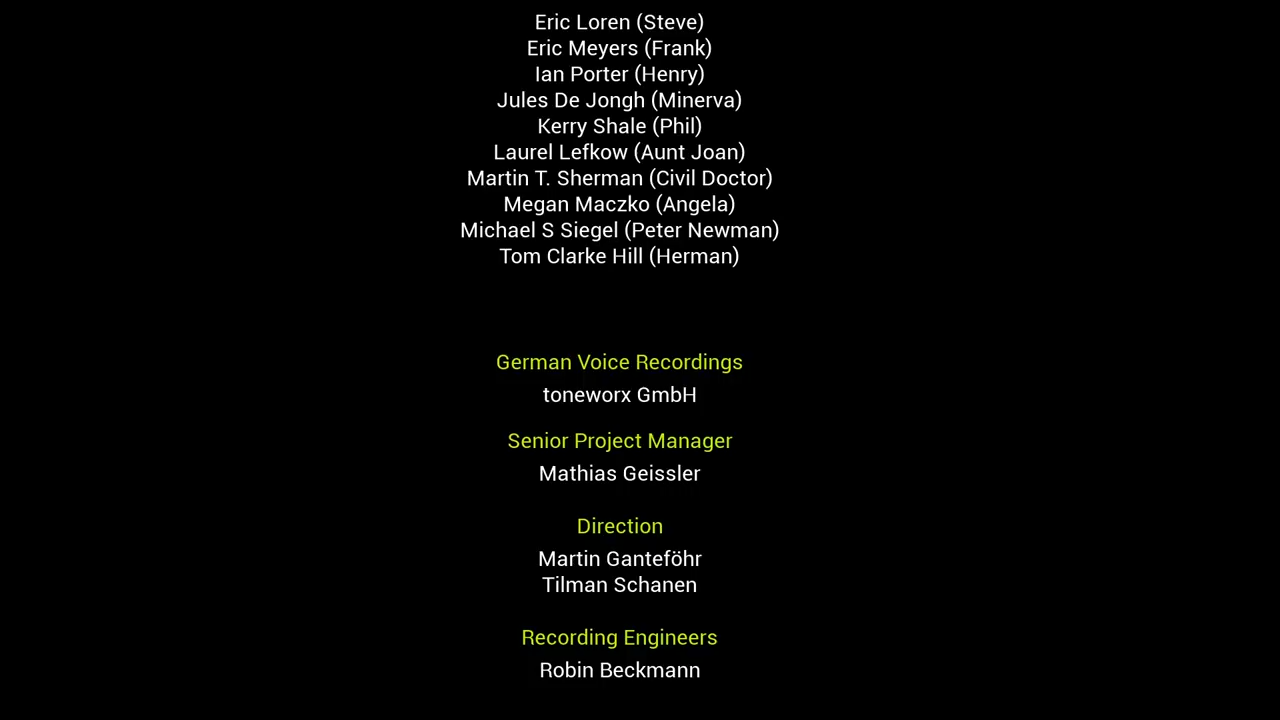 Eric Loren (Steve)
Eric Meyers (Frank)
Ian Porter (Henry)
Jules De Jongh (Minerva)
Kerry Shale (Phil)
Laurel Lefkow (Aunt Joan)
Martin T. Sherman (Civil Doctor)
Megan Maczko (Angela)
Michael S Siegel (Peter Newman)
Tom Clarke Hill (Herman)
German Voice Recordings
toneworx GmbH
Senior Project Manager
Mathias Geissler
Direction
Martin Ganteföhr
Tilman Schanen
Recording Engineers
Robin Beckmann